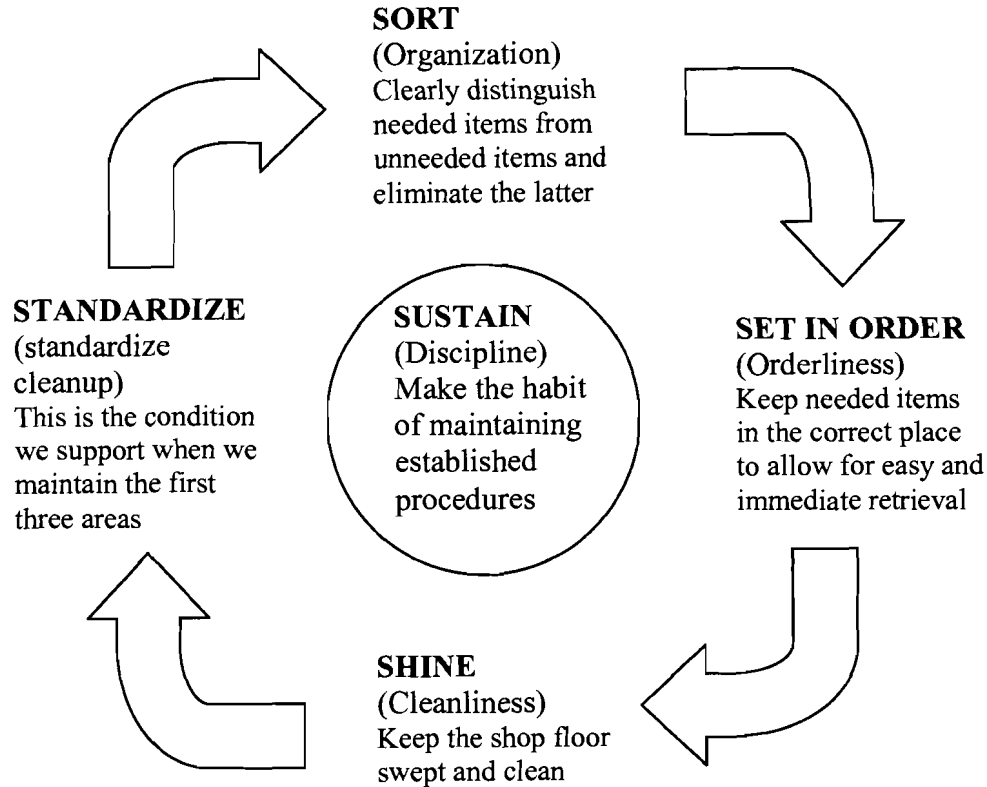 SORT
(Organization)
Clearly distinguish
needed items from
unneeded items and
eliminate the latter
STANDARDIZE
(standardize
cleanup)
This is the condition
we support when we
maintain the first
three areas
SUSTAIN
(Discipline)
Make the habit
of maintaining
established
procedures
SET IN ORDER
(Orderliness)
Keep needed items
in the correct place
to allow for easy and
immediate retrieval
SHINE
(Cleanliness)
Keep the shop floor
swept and clean